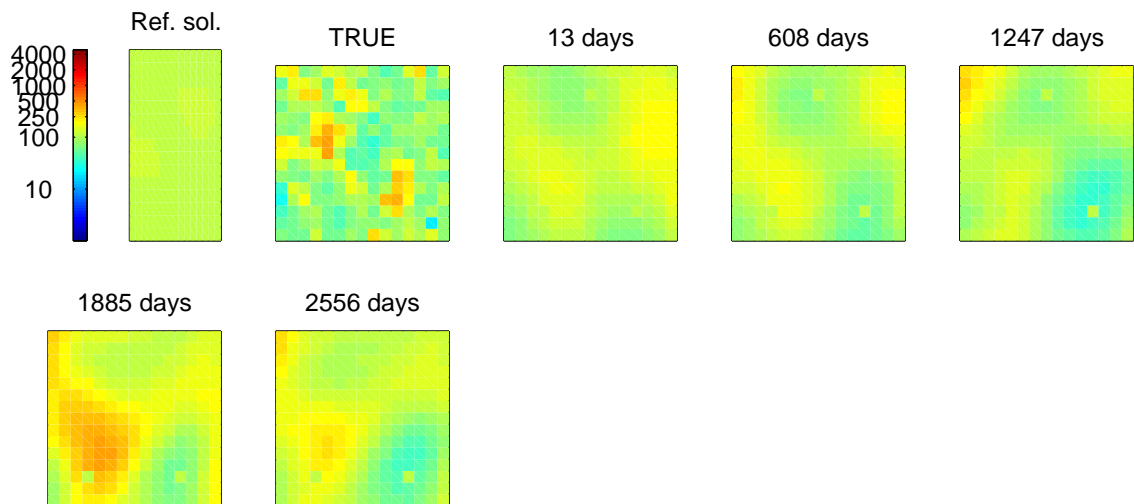 Ref. sol.
TRUE
13 days
608 days
1247 days
4000
2000
1000
500
250
100
10
1885 days
2556 days